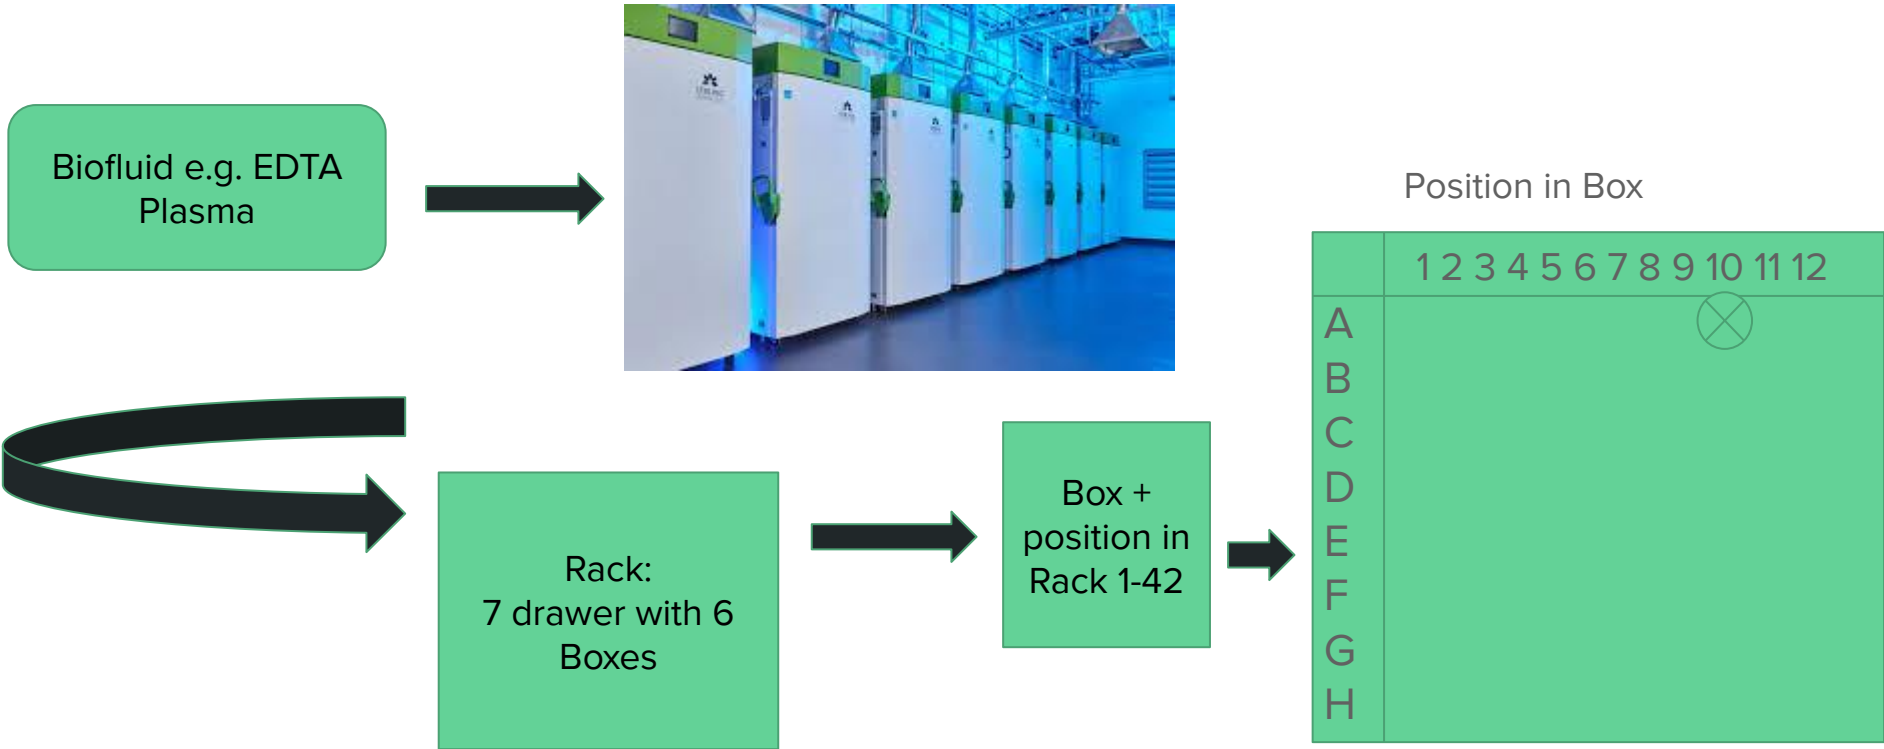 Biofluid e.g. EDTA
Plasma
Rack:
7 drawer with 6
Boxes
Box +
position in
Rack 1-42
Position in Box
1 2 3 4 5 6 7 8 9 10 11 12
A
B
C
D
E
F
G
H